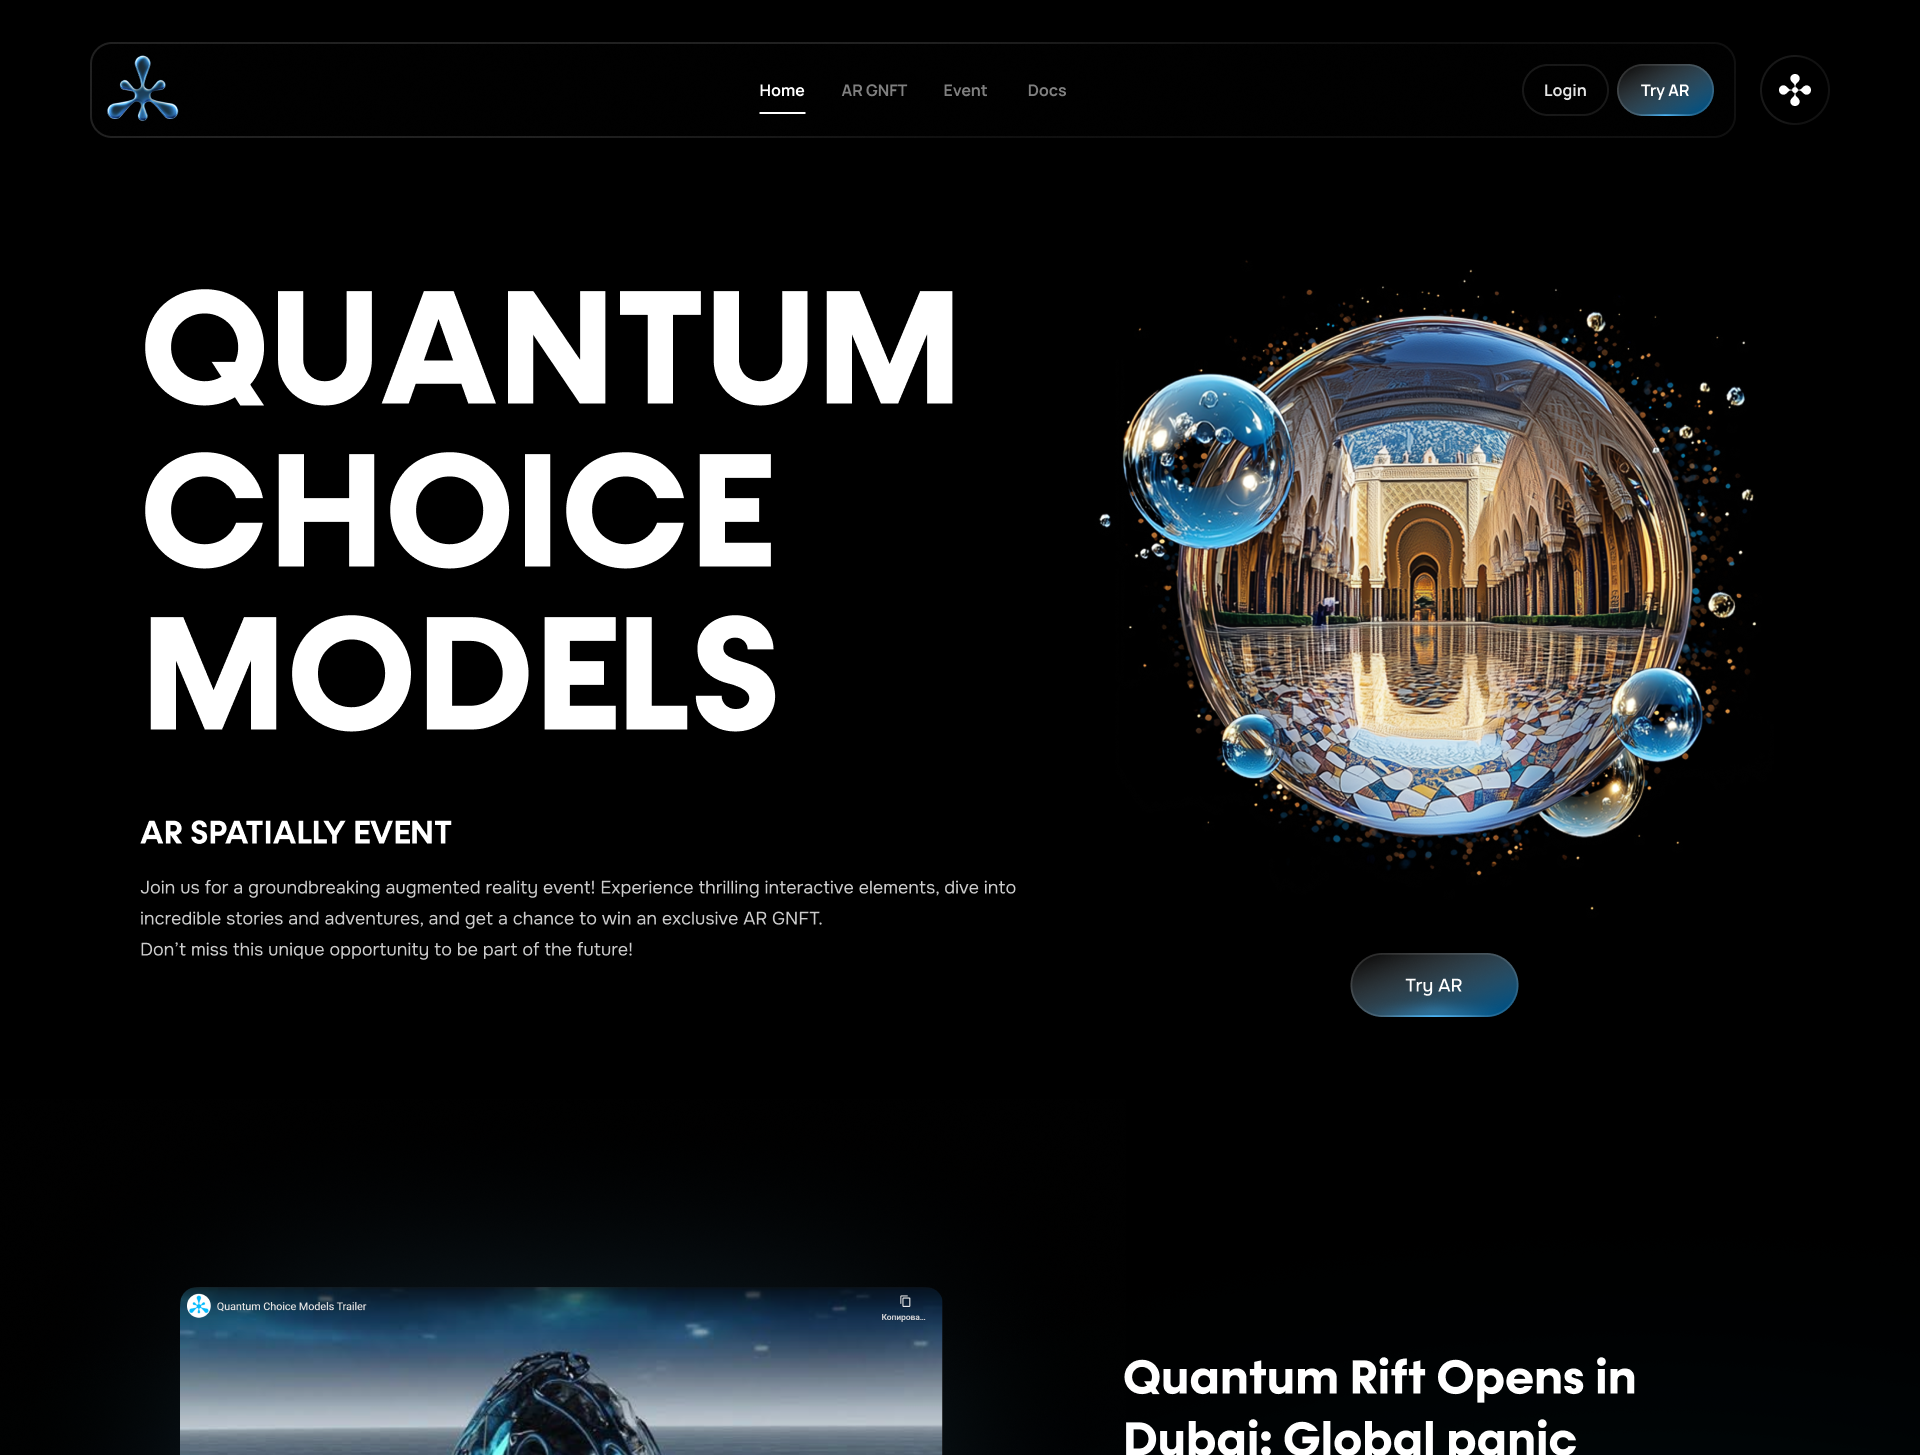 Home AR GNFT Event Docs Login Try AR
QUANTUM
CHOICE
MODELS
AR SPATIALLY EVENT
Join us for a groundbreaking augmented reality event! Experience thrilling interactive elements, dive into
incredible stories and adventures, and get a chance to win an exclusive AR GNFT.
Don’t miss this unique opportunity to be part of the future!
Try AR
Quantum Choice Models Trailer
Копирова...
Quantum Rift Opens in
Dubai: Global panic